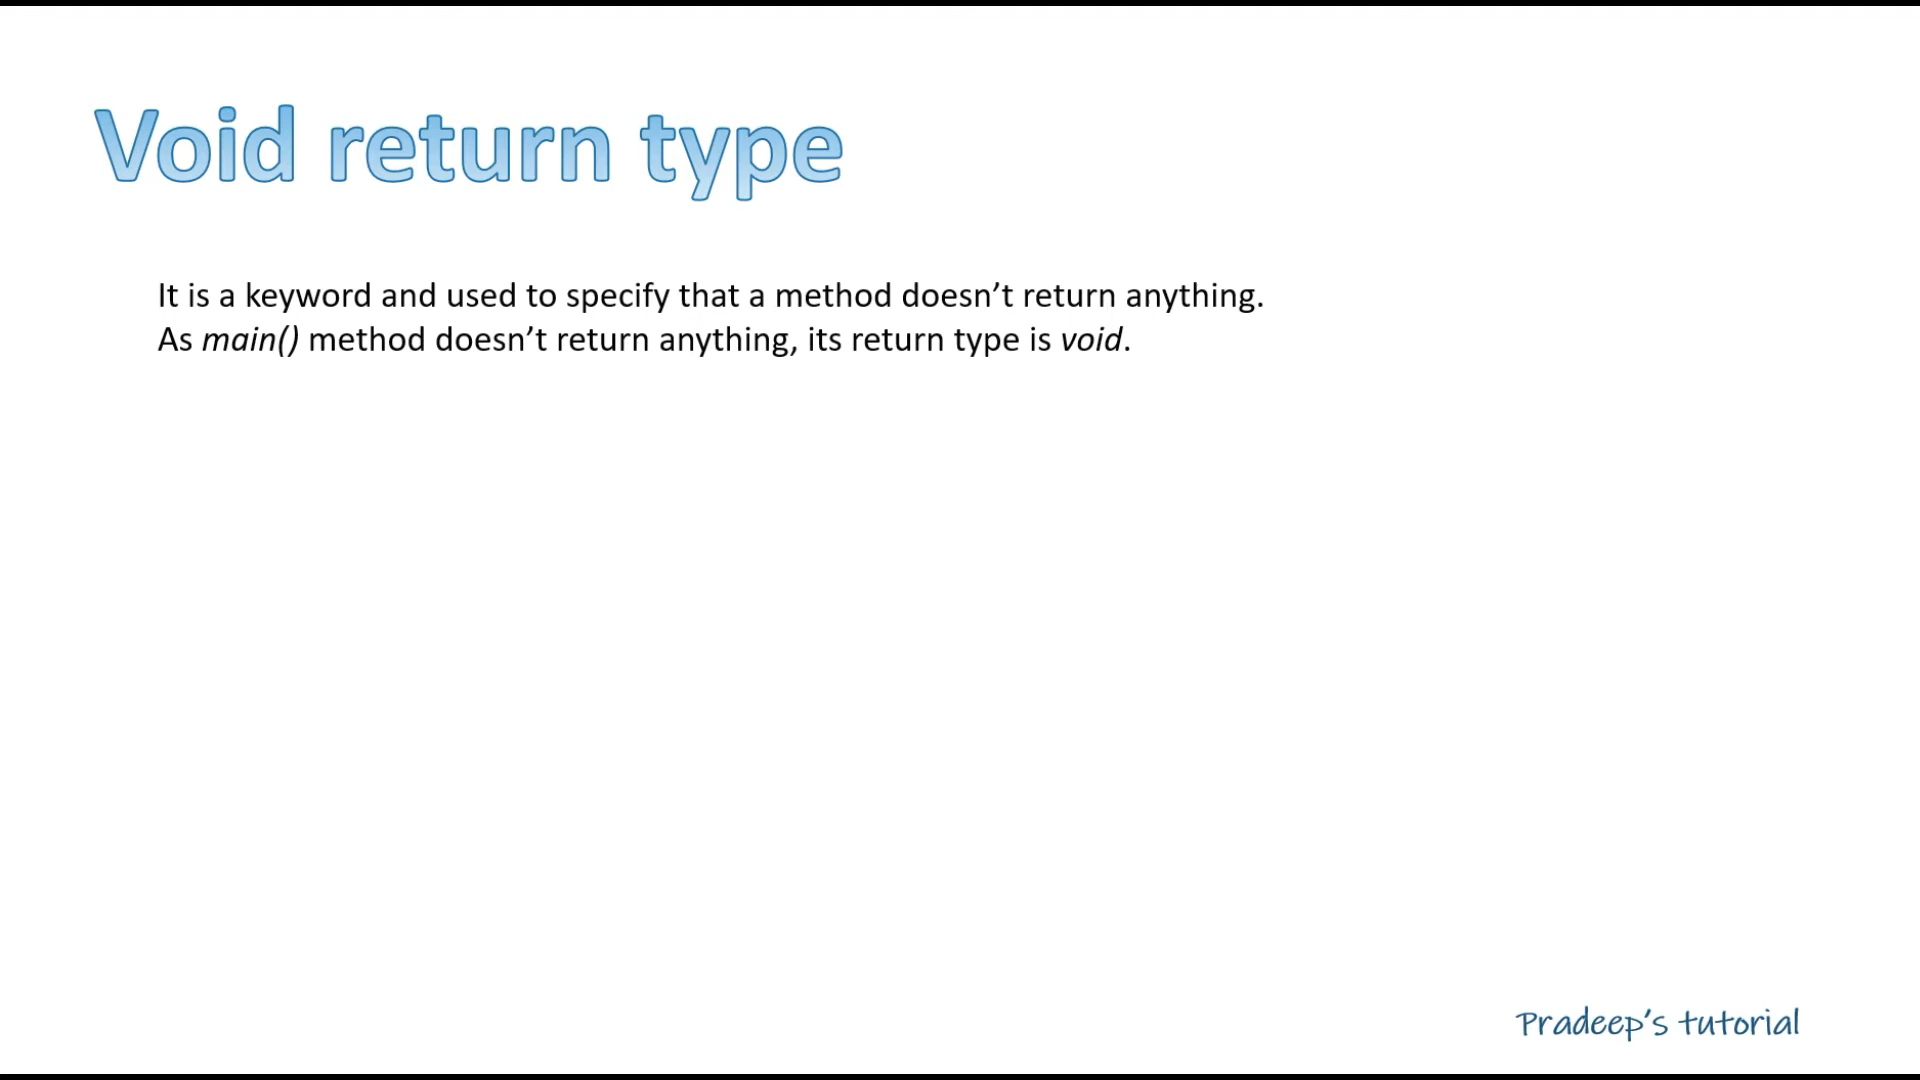 Void return type
It is a keyword and used to specify that a method doesn’t return anything.
As main() method doesn’t return anything, its return type is void.
Pradeep’s tutorial